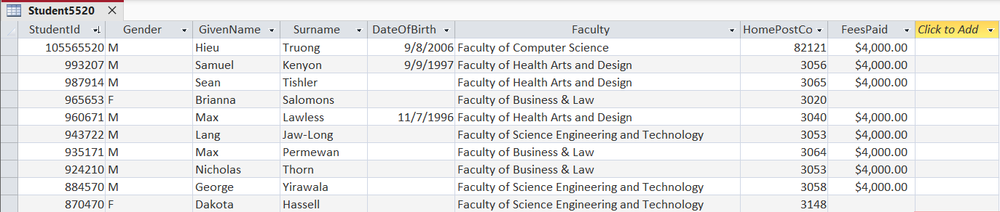 Student5520
StudentId Gender GivenName Surname DateOfBirth Faculty HomePostCo FeesPaid Click to Add
105565520 M Hieu Truong 9/8/2006 Faculty of Computer Science 82121 $4,000.00
993207 M Samuel Kenyon 9/9/1997 Faculty of Health Arts and Design 3056 $4,000.00
987914 M Sean Tishler Faculty of Health Arts and Design 3065 $4,000.00
965653 F Brianna Salomons Faculty of Business & Law 3020
960671 M Max Lawless 11/7/1996 Faculty of Health Arts and Design 3040 $4,000.00
943722 M Lang Jaw-Long Faculty of Science Engineering and Technology 3053 $4,000.00
935171 M Max Permewan Faculty of Business & Law 3064 $4,000.00
924210 M Nicholas Thorn Faculty of Business & Law 3053 $4,000.00
884570 M George Yirawala Faculty of Science Engineering and Technology 3058 $4,000.00
870470 F Dakota Hassell Faculty of Science Engineering and Technology 3148